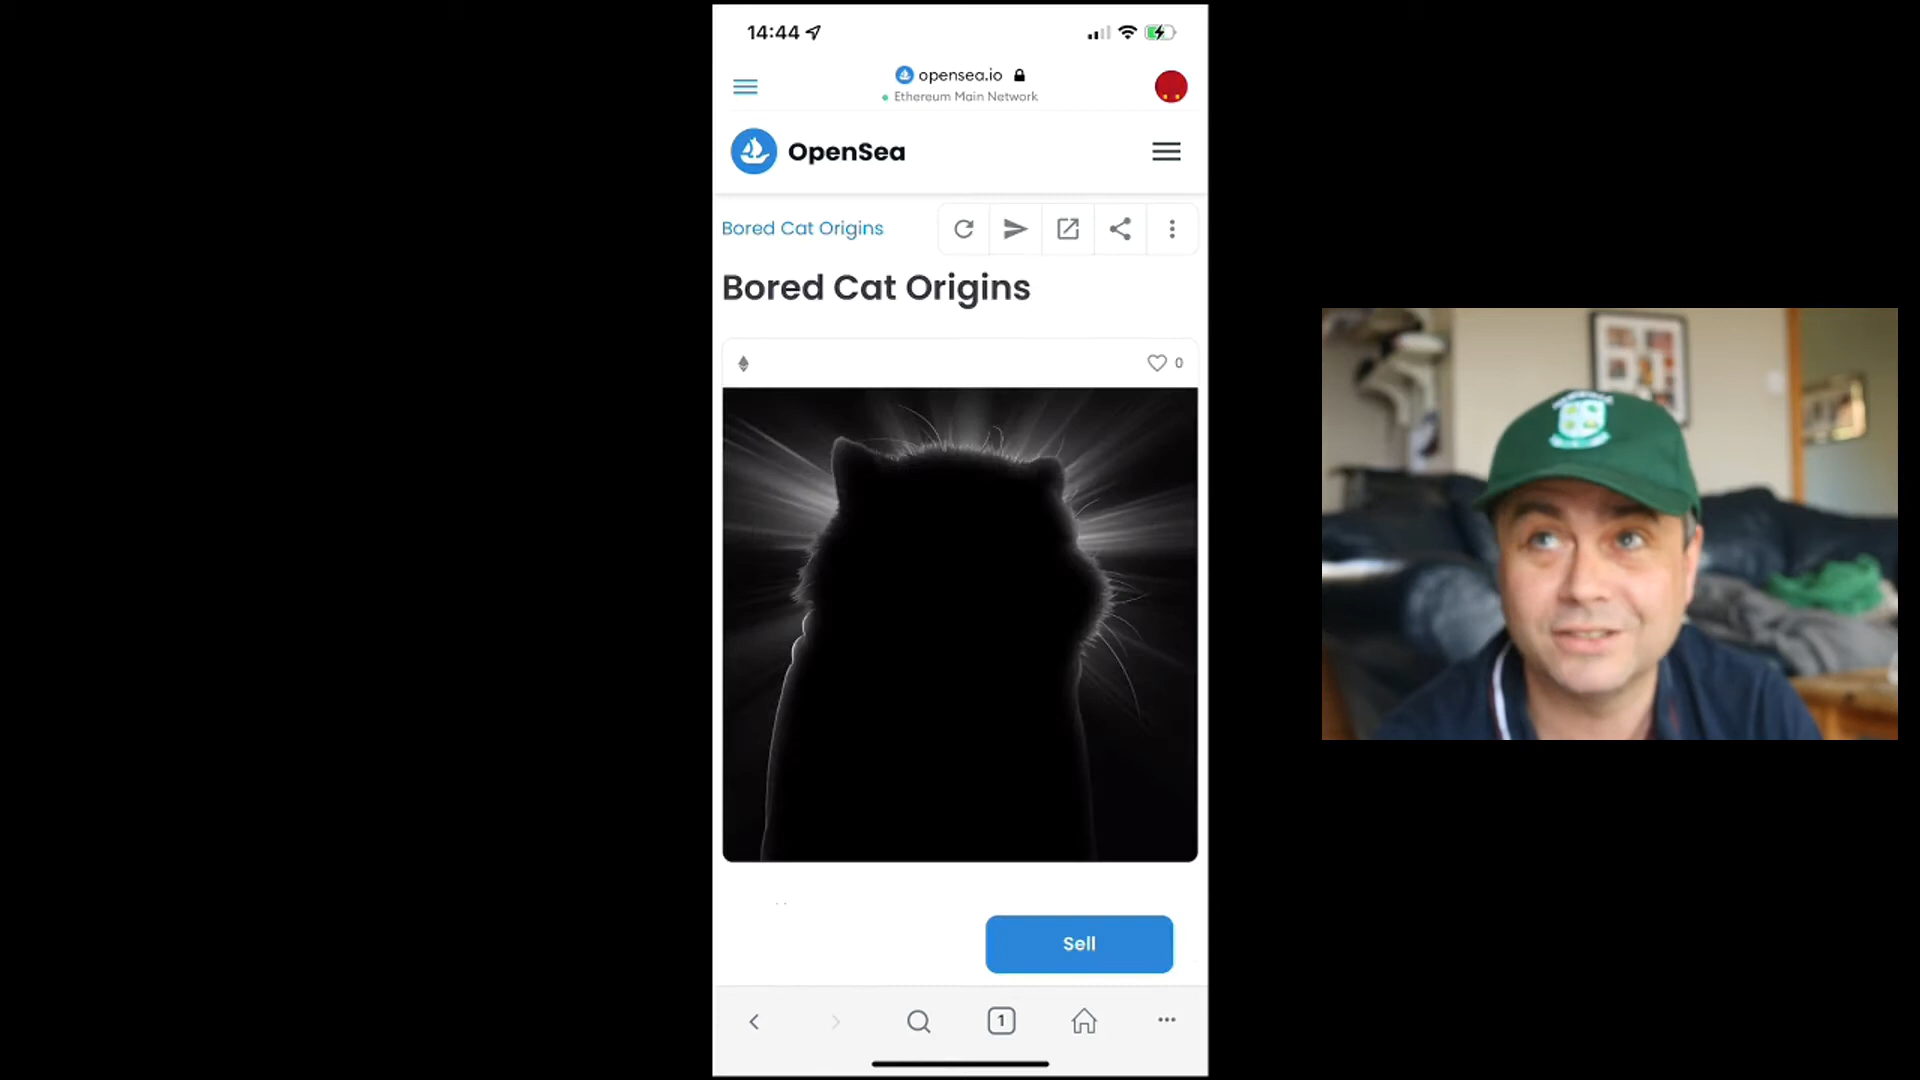 14:44
opensea.io
Ethereum Main Network
OpenSea
Bored Cat Origins
Bored Cat Origins
0
Sell
1